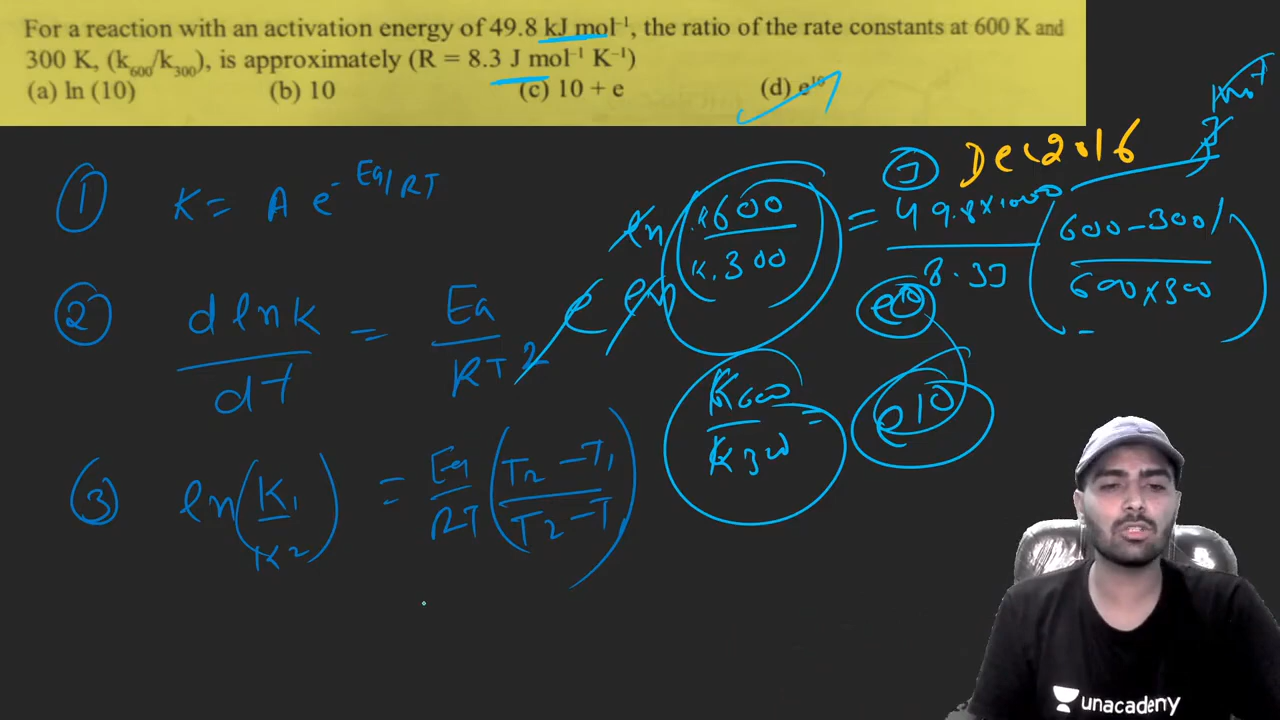 For a reaction with an activation energy of 49.8 kJ mol⁻¹, the ratio of the rate constants at 600 K and
300 K, (k₆₀₀/k₃₀₀), is approximately (R = 8.3 J mol⁻¹ K⁻¹)
(a) ln (10) (b) 10 (c) 10 + e (d) e¹⁰
Dec 2016
① K = A e^-Ea/RT
② d ln K / dT = Ea / RT2
③ ln (K1 / K2) = Ea / RT (T2 - T1 / T2 - T)
ln K600 / K300 = 49.8×1000 / 8.33 (600-300 / 600×300)
e10
K600 / K300 = e10
unacademy